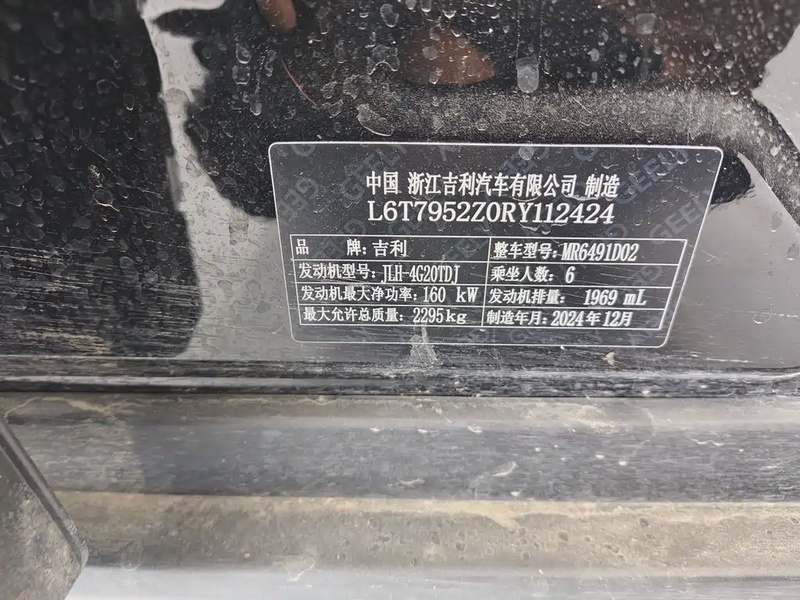 中国 浙江吉利汽车有限公司 制造
L6T7952Z0RY112424
品 牌:吉利 整车型号:MR6491D02
发动机型号:JLH-4G20TDJ 乘坐人数:6
发动机最大净功率:160 kW 发动机排量: 1969 mL
最大允许总质量:2295kg 制造年月:2024年12月